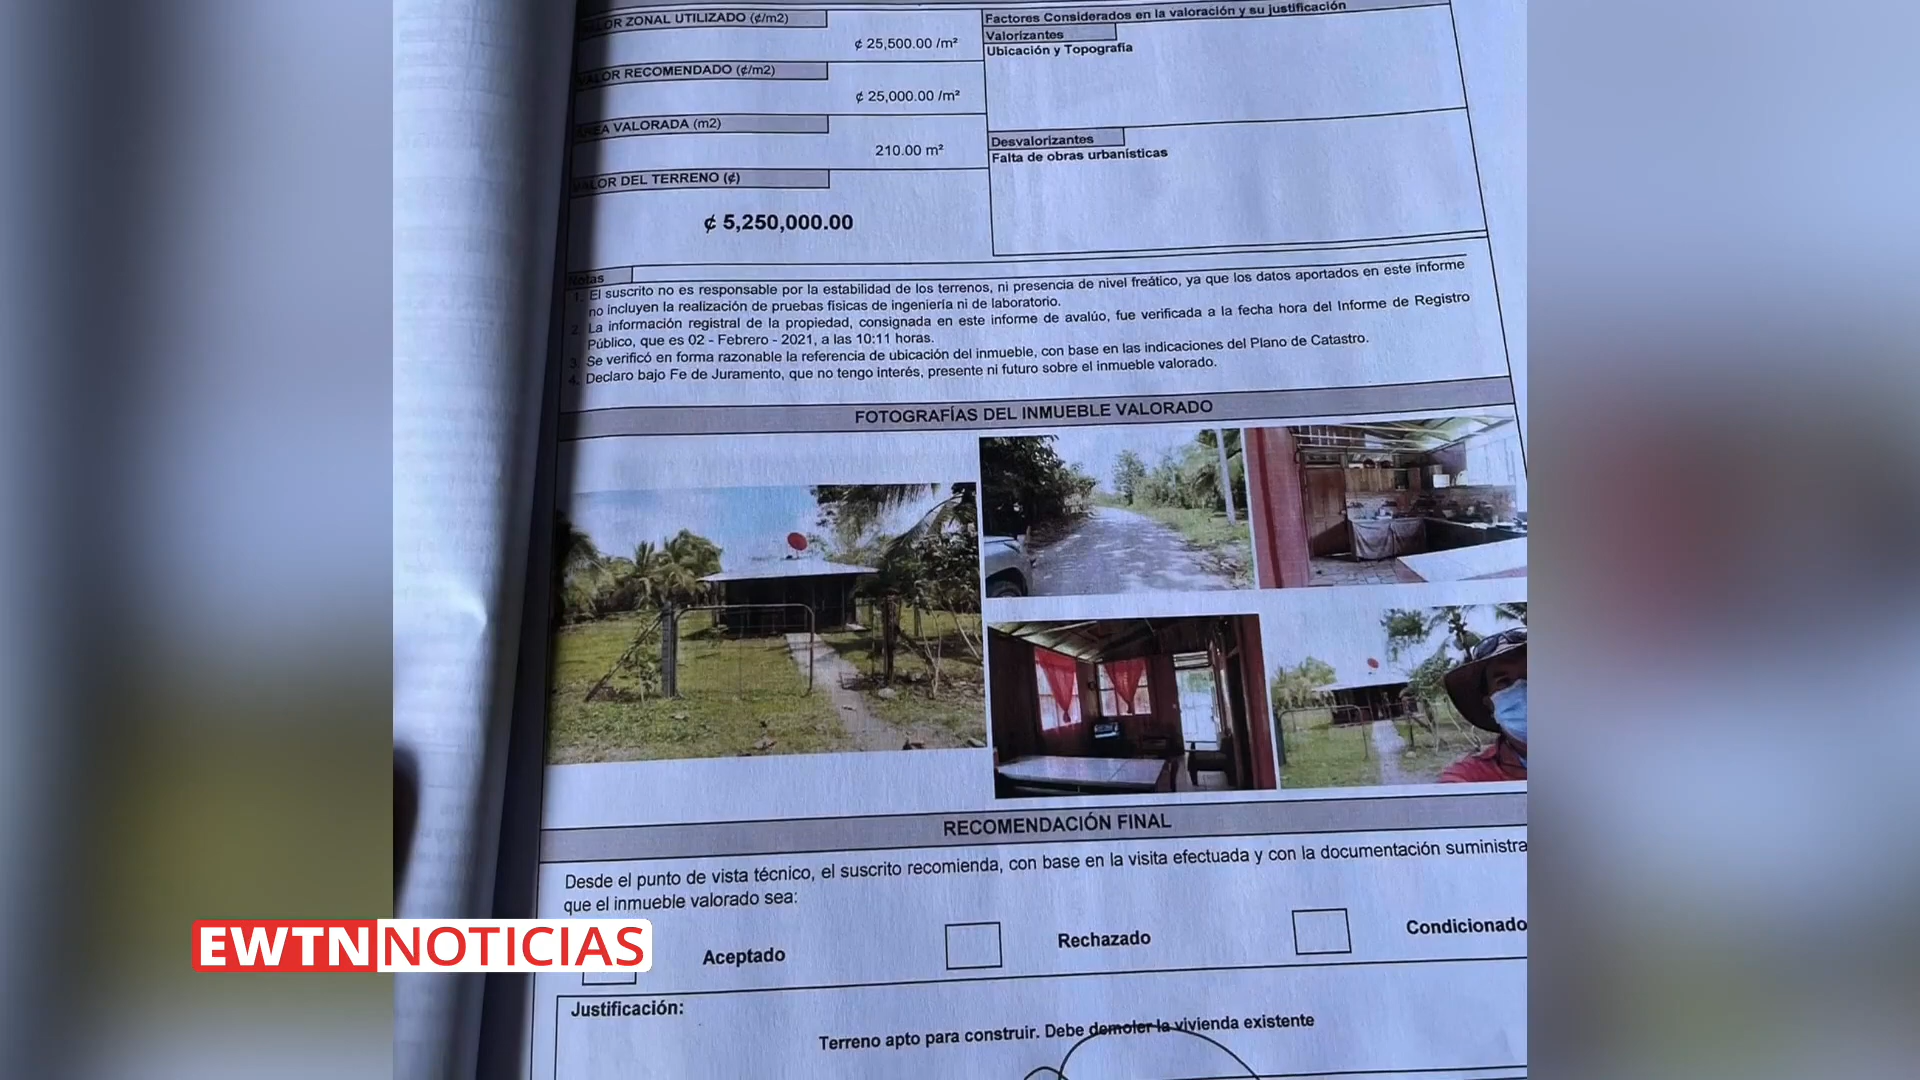 VALOR ZONAL UTILIZADO (¢/m2)
¢ 25,500.00 /m²
VALOR RECOMENDADO (¢/m2)
¢ 25,000.00 /m²
ÁREA VALORADA (m2)
210.00 m²
VALOR DEL TERRENO (¢)
¢ 5,250,000.00
Factores Considerados en la valoración y su justificación
Valorizantes
Ubicación y Topografía
Desvalorizantes
Falta de obras urbanísticas
Notas
1. El suscrito no es responsable por la estabilidad de los terrenos, ni presencia de nivel freático, ya que los datos aportados en este informe
no incluyen la realización de pruebas físicas de ingeniería ni de laboratorio.
2. La información registral de la propiedad, consignada en este informe de avalúo, fue verificada a la fecha hora del Informe de Registro
Público, que es 02 - Febrero - 2021, a las 10:11 horas.
3. Se verificó en forma razonable la referencia de ubicación del inmueble, con base en las indicaciones del Plano de Catastro.
4. Declaro bajo Fe de Juramento, que no tengo interés, presente ni futuro sobre el inmueble valorado.
FOTOGRAFÍAS DEL INMUEBLE VALORADO
RECOMENDACIÓN FINAL
Desde el punto de vista técnico, el suscrito recomienda, con base en la visita efectuada y con la documentación suministra
que el inmueble valorado sea:
Aceptado
Rechazado
Condicionado
Justificación:
Terreno apto para construir. Debe demoler la vivienda existente
EWTN NOTICIAS